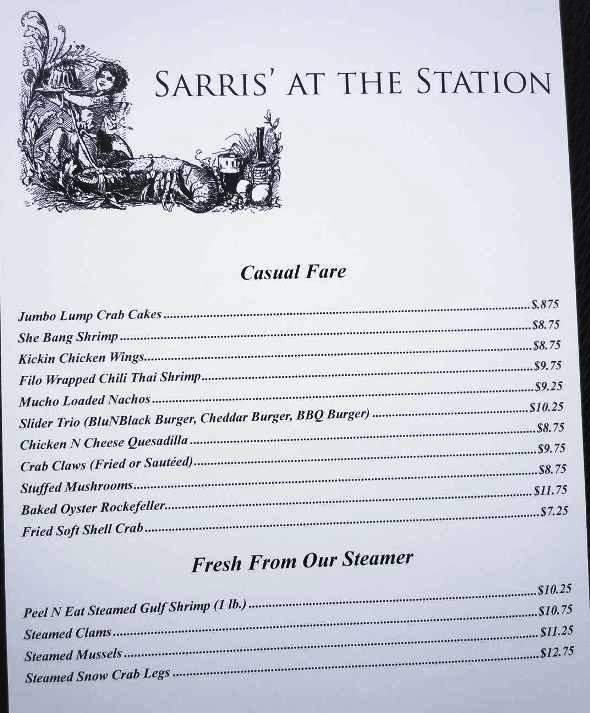 SARRIS' AT THE STATION
Casual Fare
Jumbo Lump Crab Cakes ........ $.875
She Bang Shrimp ........ $8.75
Kickin Chicken Wings........ $8.75
Filo Wrapped Chili Thai Shrimp........ $9.75
Mucho Loaded Nachos ........ $9.25
Slider Trio (BluNBlack Burger, Cheddar Burger, BBQ Burger) ........ $10.25
Chicken N Cheese Quesadilla ........ $8.75
Crab Claws (Fried or Sautéed)........ $9.75
Stuffed Mushrooms........ $8.75
Baked Oyster Rockefeller........ $11.75
Fried Soft Shell Crab ........ $7.25
Fresh From Our Steamer
Peel N Eat Steamed Gulf Shrimp (1 lb.) ........ $10.25
Steamed Clams ........ $10.75
Steamed Mussels ........ $11.25
Steamed Snow Crab Legs ........ $12.75